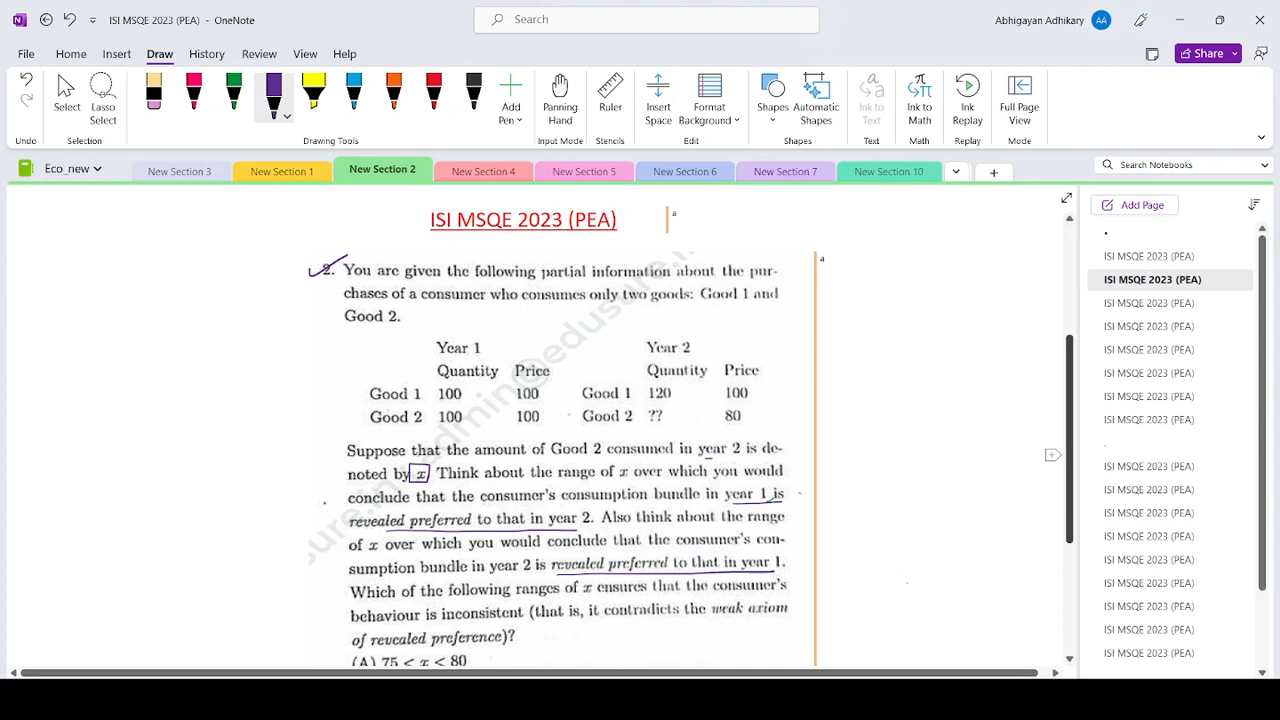 ISI MSQE 2023 (PEA) - OneNote
Search
Abhigayan Adhikary AA
File Home Insert Draw History Review View Help
Share
Undo
Select
Lasso Select
Add Pen
Panning Hand
Ruler
Insert Space
Format Background
Shapes
Automatic Shapes
Ink to Text
Ink to Math
Ink Replay
Full Page View
Undo Selection Drawing Tools Input Mode Stencils Edit Shapes Text Math Replay Mode
Eco_new New Section 3 New Section 1 New Section 2 New Section 4 New Section 5 New Section 6 New Section 7 New Section 10 Search Notebooks
ISI MSQE 2023 (PEA)
a
2. You are given the following partial information about the pur-
chases of a consumer who consumes only two goods: Good 1 and
Good 2.
Year 1 Year 2
Quantity Price Quantity Price
Good 1 100 100 Good 1 120 100
Good 2 100 100 Good 2 ?? 80
Suppose that the amount of Good 2 consumed in year 2 is de-
noted by x. Think about the range of x over which you would
conclude that the consumer's consumption bundle in year 1 is
revealed preferred to that in year 2. Also think about the range
of x over which you would conclude that the consumer's con-
sumption bundle in year 2 is revealed preferred to that in year 1.
Which of the following ranges of x ensures that the consumer's
behaviour is inconsistent (that is, it contradicts the weak axiom
of revealed preference)?
(A) 75 < x < 80
a
admin@edusure.in
Add Page
.
ISI MSQE 2023 (PEA)
ISI MSQE 2023 (PEA)
ISI MSQE 2023 (PEA)
ISI MSQE 2023 (PEA)
ISI MSQE 2023 (PEA)
ISI MSQE 2023 (PEA)
ISI MSQE 2023 (PEA)
ISI MSQE 2023 (PEA)
.
ISI MSQE 2023 (PEA)
ISI MSQE 2023 (PEA)
ISI MSQE 2023 (PEA)
ISI MSQE 2023 (PEA)
ISI MSQE 2023 (PEA)
ISI MSQE 2023 (PEA)
ISI MSQE 2023 (PEA)
ISI MSQE 2023 (PEA)
ISI MSQE 2023 (PEA)